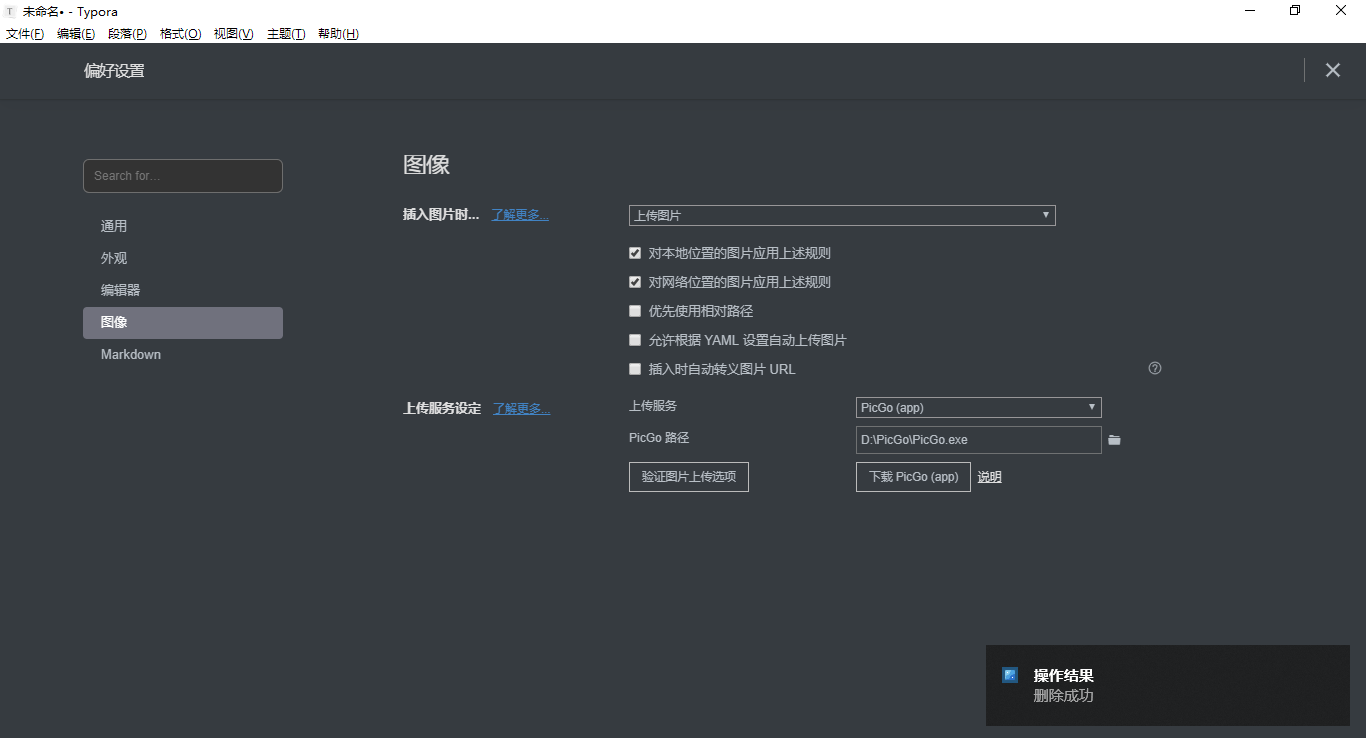 未命名• - Typora
文件(F) 编辑(E) 段落(P) 格式(O) 视图(V) 主题(T) 帮助(H)
偏好设置
Search for...
通用
外观
编辑器
图像
Markdown
图像
插入图片时... 了解更多... 上传图片
对本地位置的图片应用上述规则
对网络位置的图片应用上述规则
优先使用相对路径
允许根据 YAML 设置自动上传图片
插入时自动转义图片 URL
上传服务设定 了解更多... 上传服务 PicGo (app)
PicGo 路径 D:\PicGo\PicGo.exe
验证图片上传选项 下载 PicGo (app) 说明
操作结果
删除成功